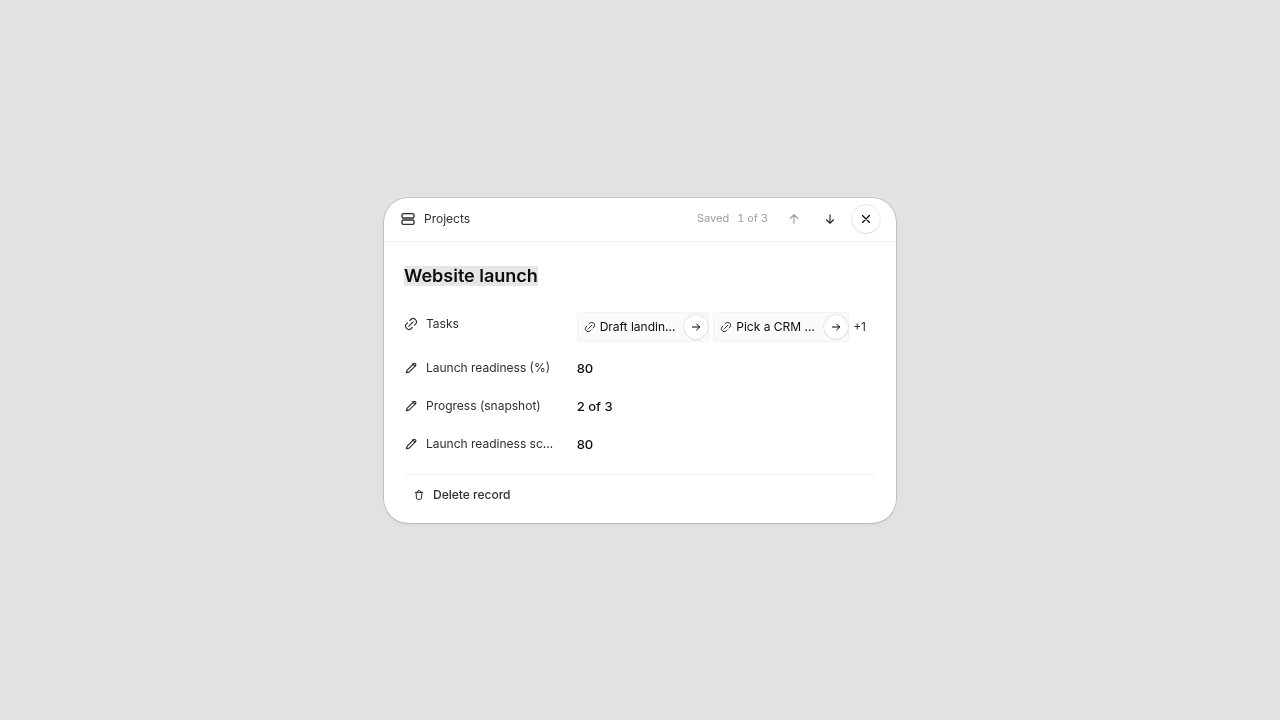 Projects
Saved 1 of 3
Website launch
Tasks
Draft landin...
Pick a CRM ...
+1
Launch readiness (%)
80
Progress (snapshot)
2 of 3
Launch readiness sc...
80
Delete record